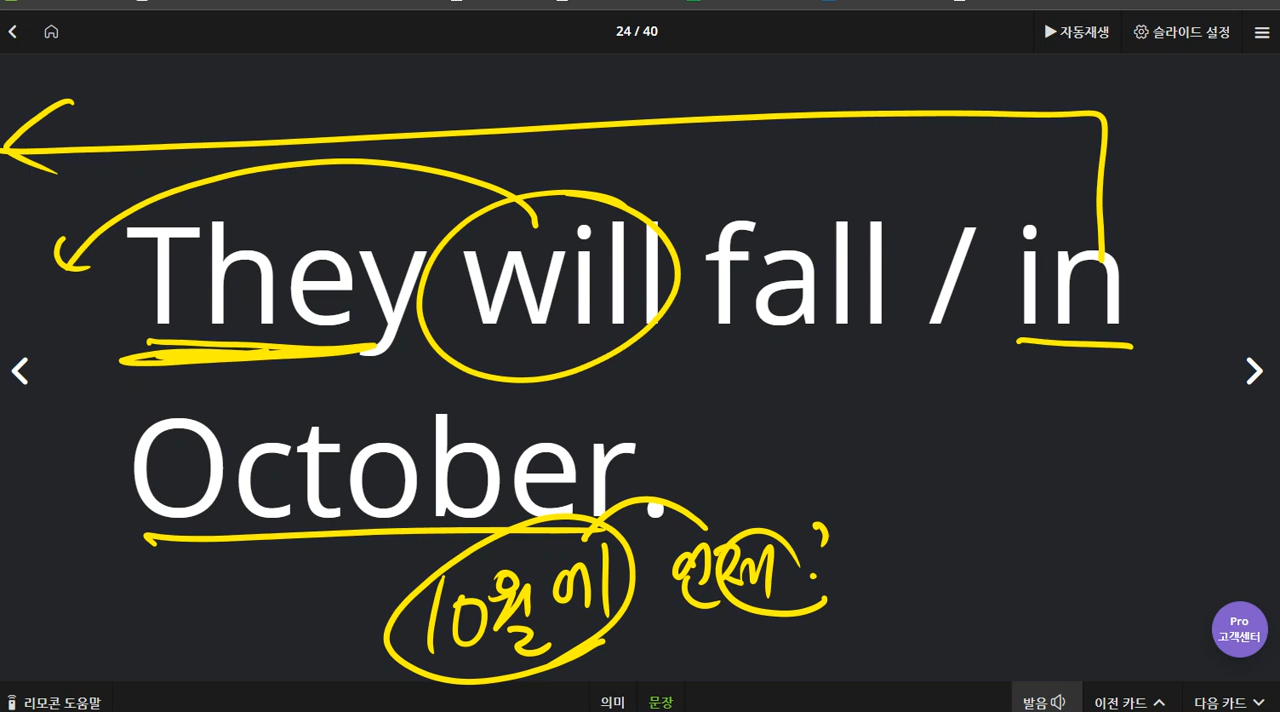 24 / 40
자동재생
슬라이드 설정
They will fall / in
October.
10월에
Pro
고객센터
리모콘 도움말
의미
문장
발음
이전 카드
다음 카드